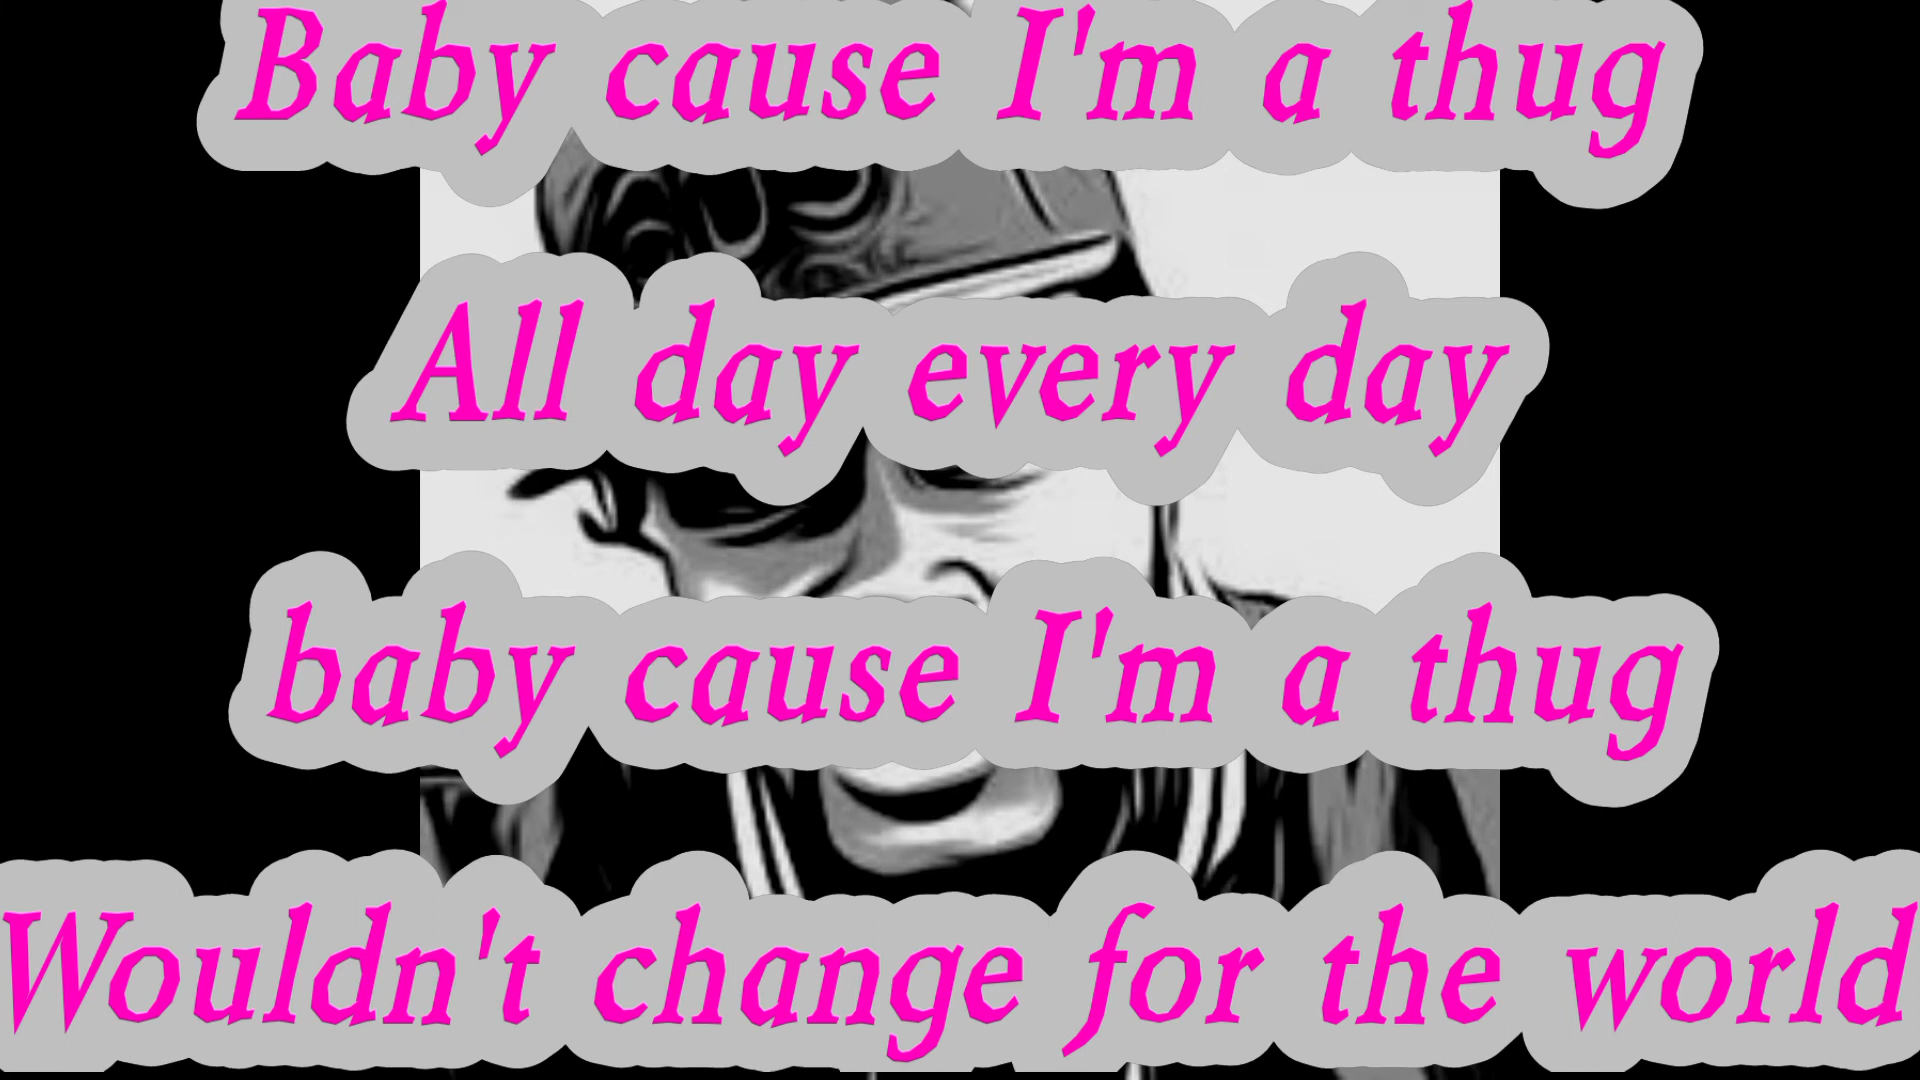 Baby cause I'm a thug
All day every day
baby cause I'm a thug
Wouldn't change for the world